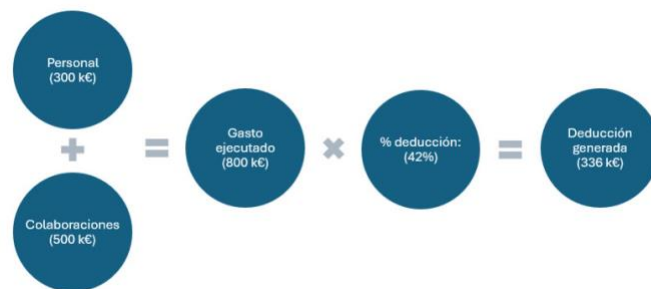 Personal
(300 k€)
+
Colaboraciones
(500 k€)
=
Gasto
ejecutado
(800 k€)
×
% deducción:
(42%)
=
Deducción
generada
(336 k€)